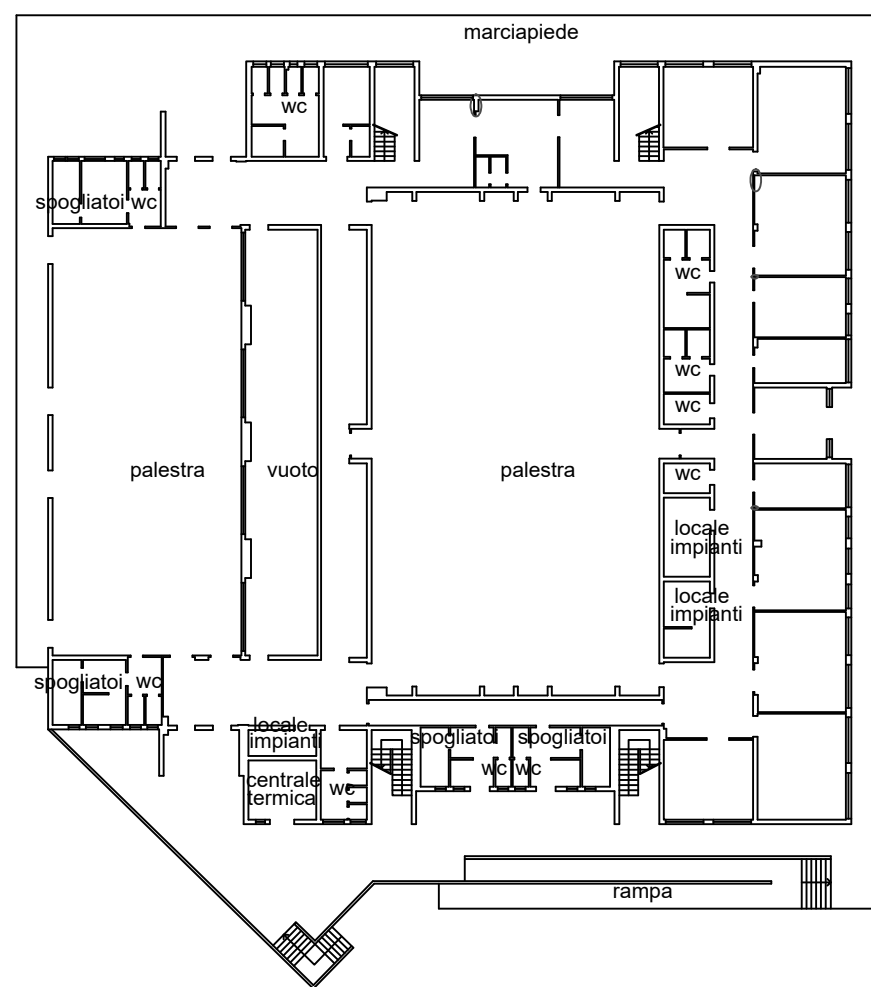 marciapiede
wc
spogliatoi
wc
wc
wc
wc
palestra
vuoto
palestra
wc
locale
impianti
locale
impianti
spogliatoi
wc
locale
impianti
spogliatoi
spogliatoi
wc
wc
centrale
termica
wc
rampa